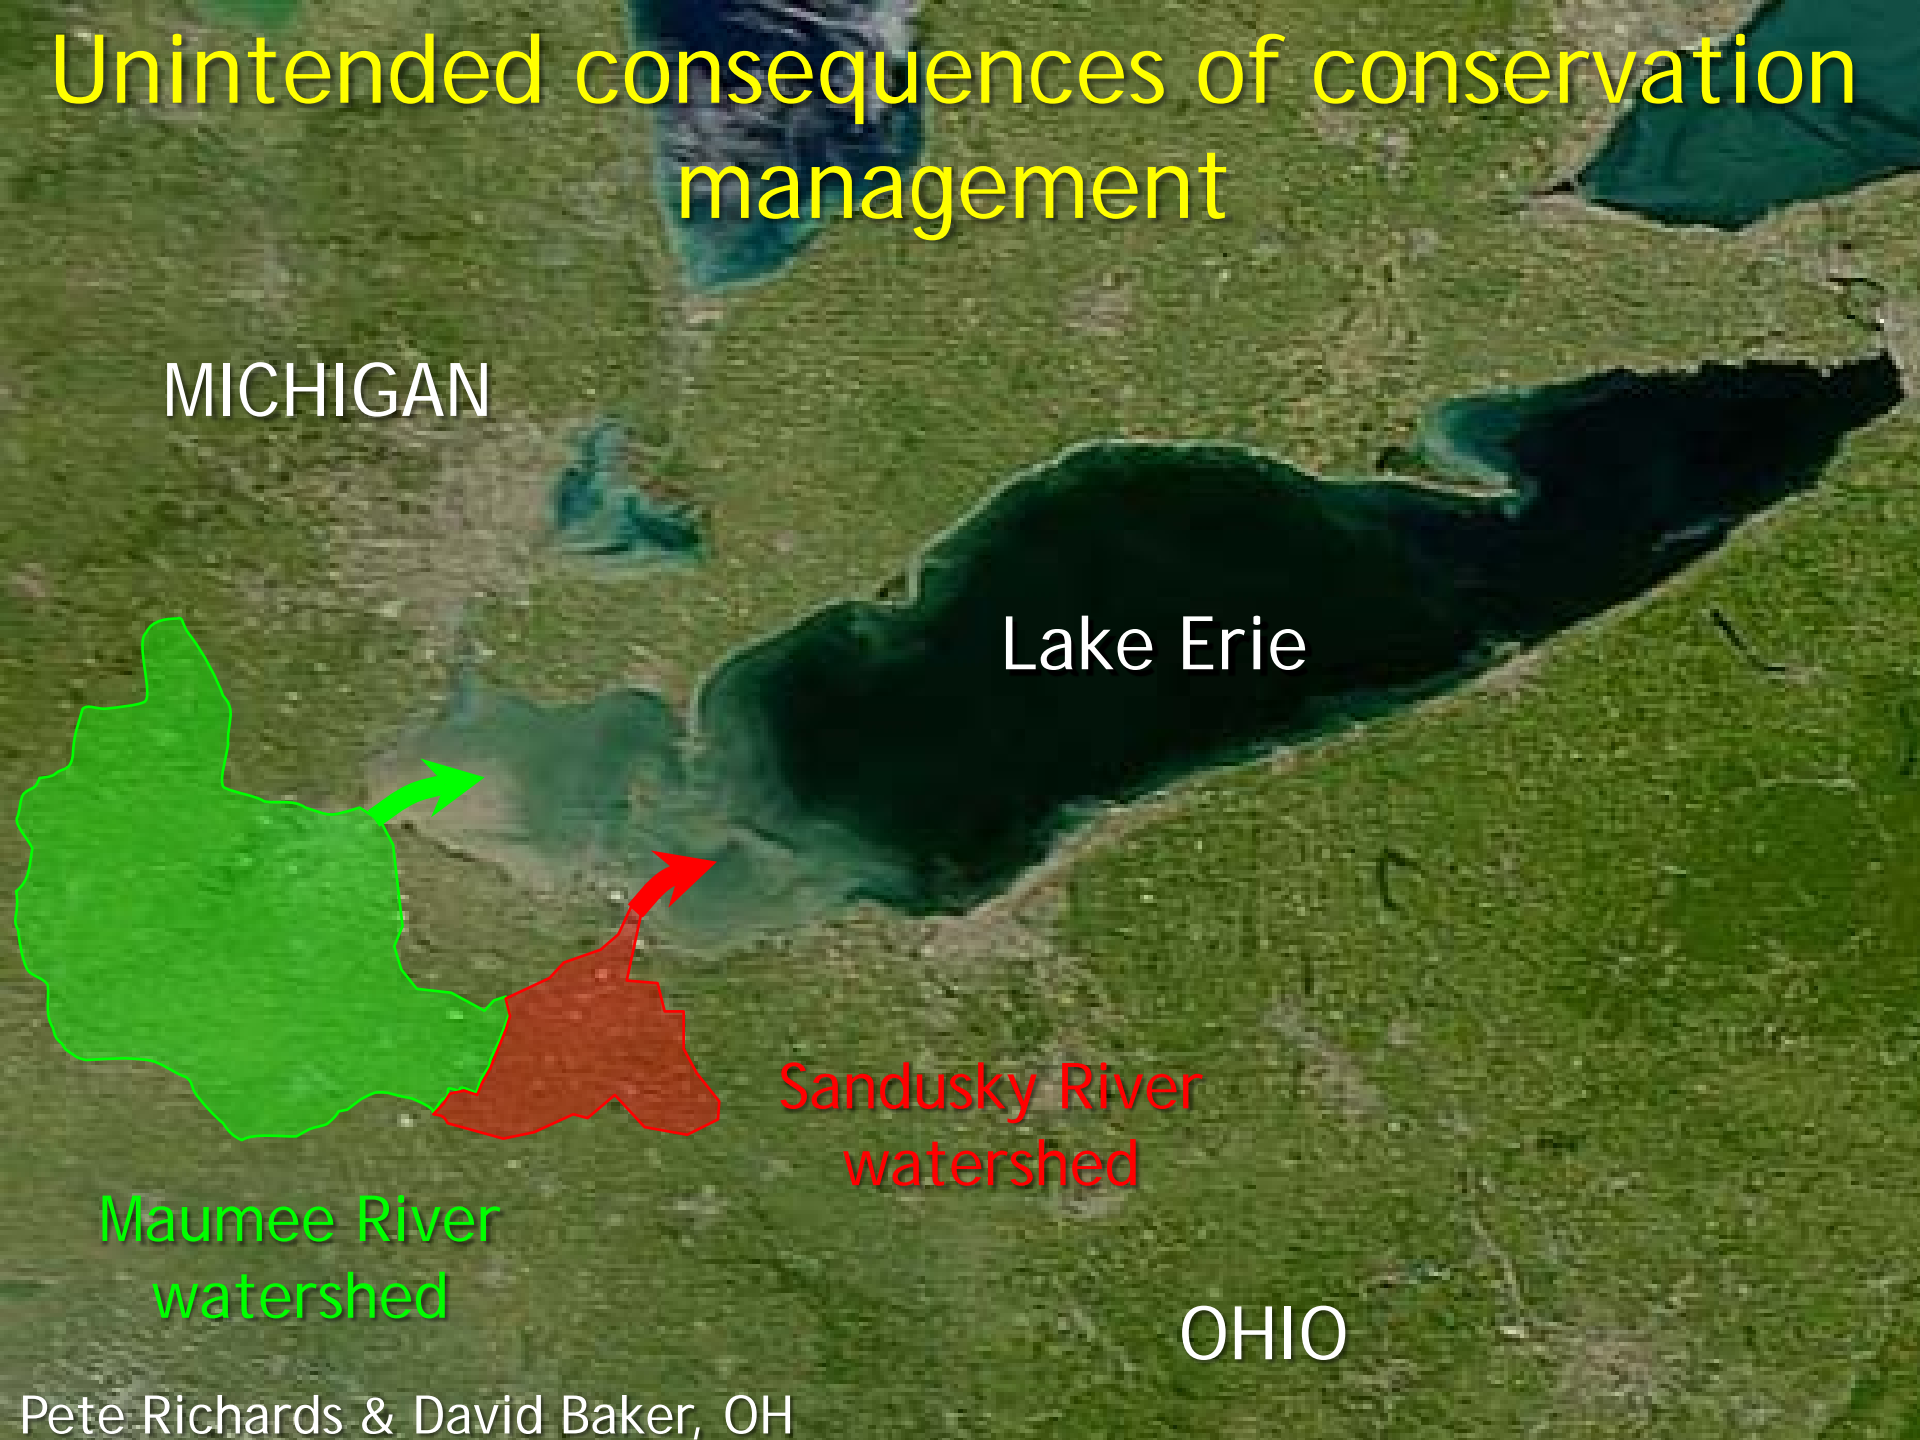 Unintended consequences of conservation
management
MICHIGAN
Lake Erie
Sandusky River
watershed
Maumee River
watershed
OHIO
Pete Richards & David Baker, OH